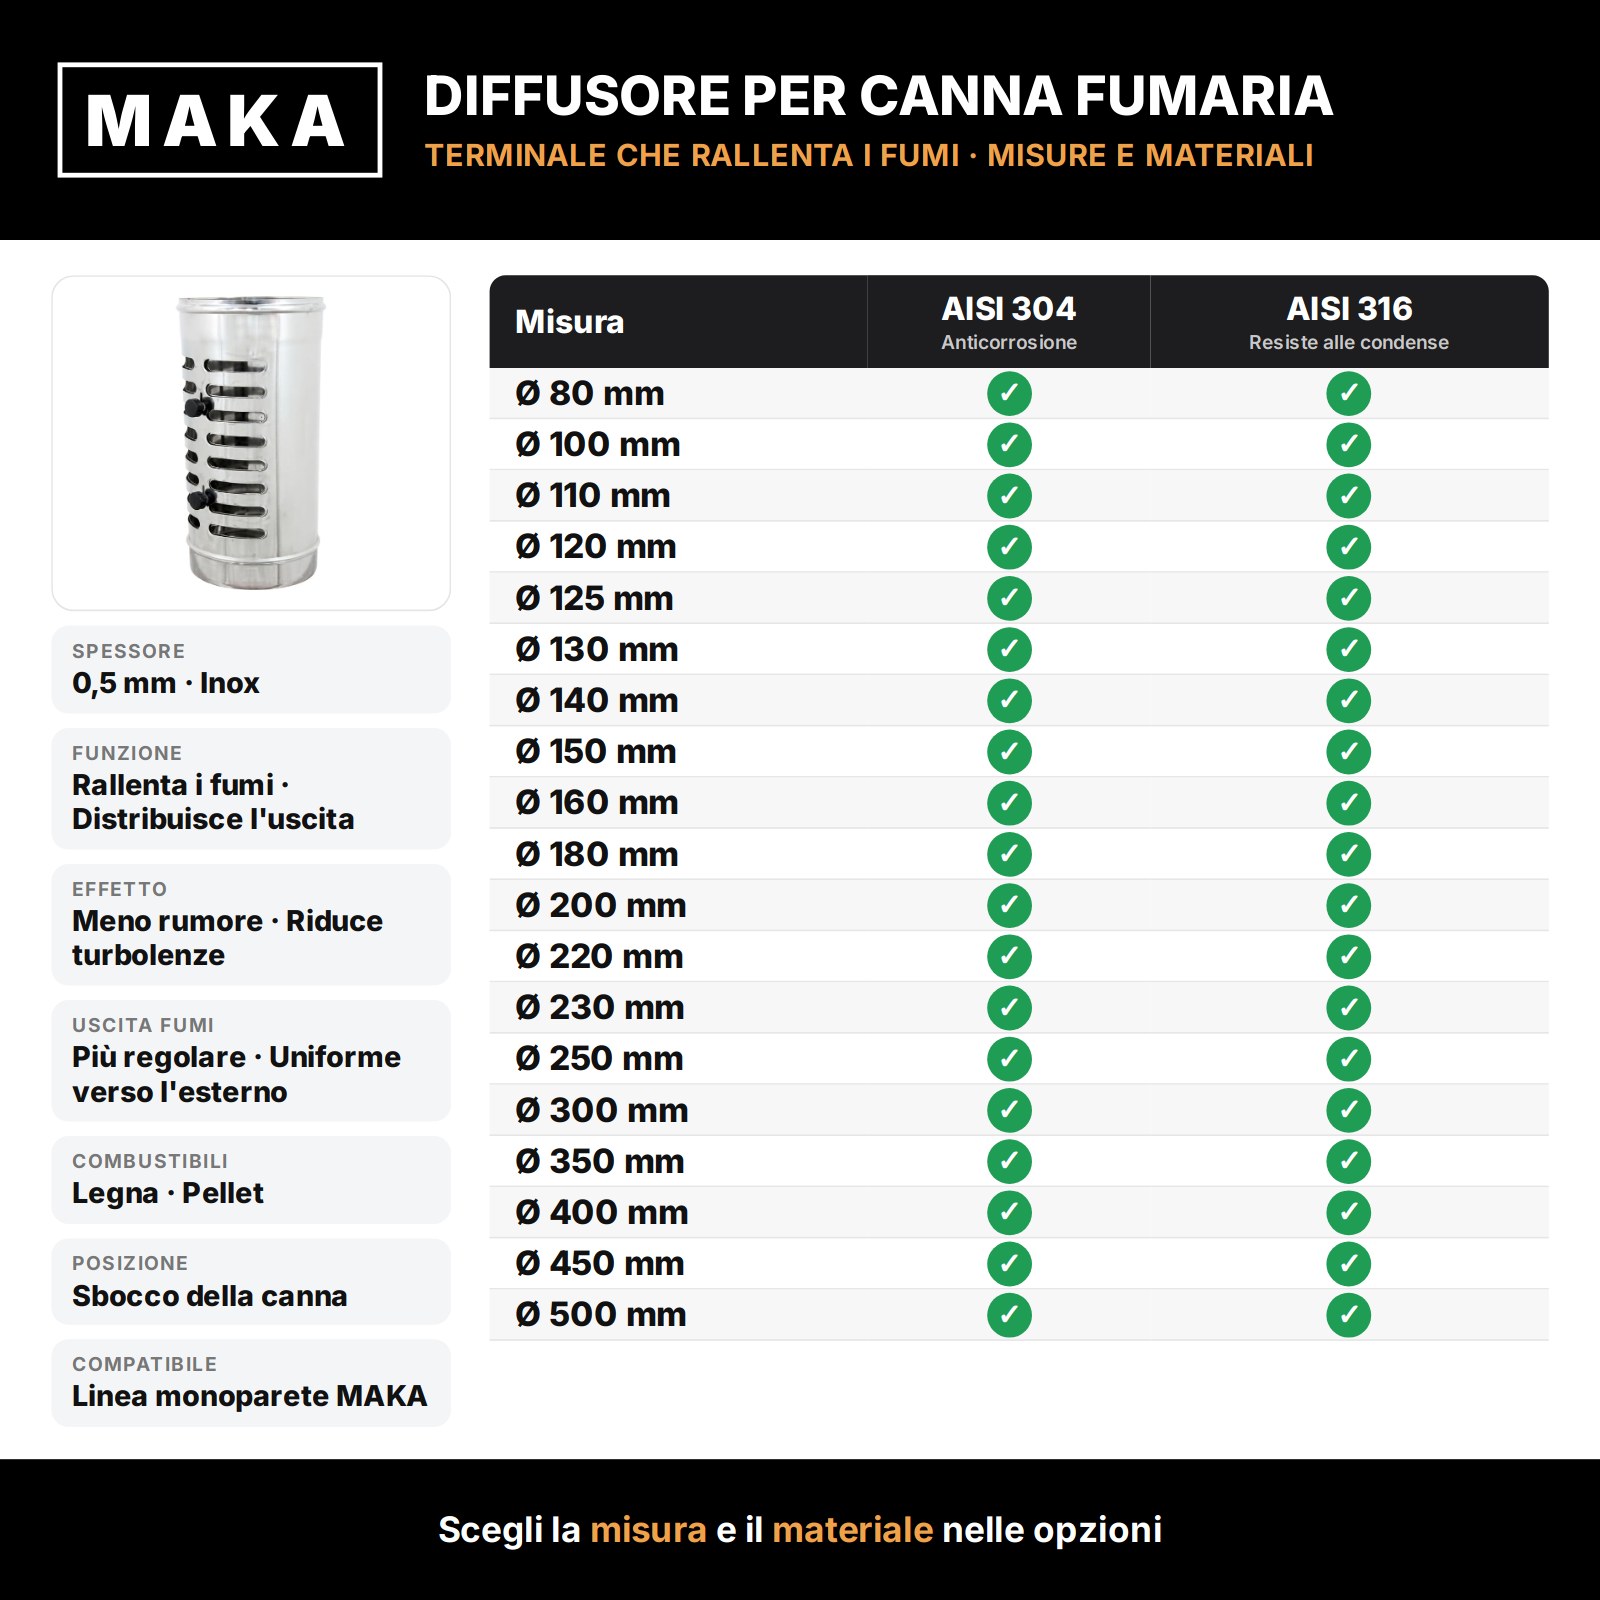 MAKA
DIFFUSORE PER CANNA FUMARIA
TERMINALE CHE RALLENTA I FUMI · MISURE E MATERIALI
SPESSORE
0,5 mm · Inox
FUNZIONE
Rallenta i fumi ·
Distribuisce l'uscita
EFFETTO
Meno rumore · Riduce
turbolenze
USCITA FUMI
Più regolare · Uniforme
verso l'esterno
COMBUSTIBILI
Legna · Pellet
POSIZIONE
Sbocco della canna
COMPATIBILE
Linea monoparete MAKA
Misura AISI 304 AISI 316
Anticorrosione Resiste alle condense
Ø 80 mm ✓ ✓
Ø 100 mm ✓ ✓
Ø 110 mm ✓ ✓
Ø 120 mm ✓ ✓
Ø 125 mm ✓ ✓
Ø 130 mm ✓ ✓
Ø 140 mm ✓ ✓
Ø 150 mm ✓ ✓
Ø 160 mm ✓ ✓
Ø 180 mm ✓ ✓
Ø 200 mm ✓ ✓
Ø 220 mm ✓ ✓
Ø 230 mm ✓ ✓
Ø 250 mm ✓ ✓
Ø 300 mm ✓ ✓
Ø 350 mm ✓ ✓
Ø 400 mm ✓ ✓
Ø 450 mm ✓ ✓
Ø 500 mm ✓ ✓
Scegli la misura e il materiale nelle opzioni